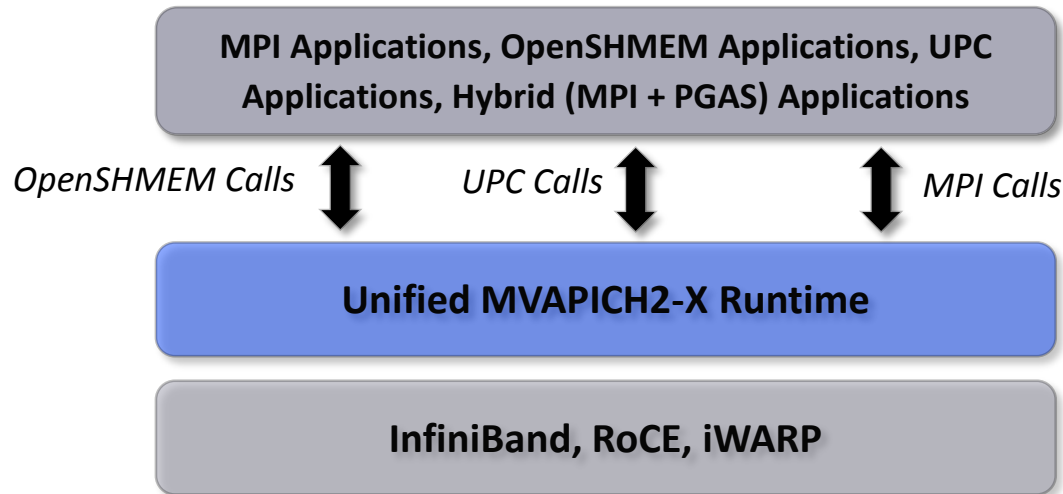 MPI Applications, OpenSHMEM Applications, UPC
Applications, Hybrid (MPI + PGAS) Applications
OpenSHMEM Calls
UPC Calls
MPI Calls
Unified MVAPICH2-X Runtime
InfiniBand, RoCE, iWARP